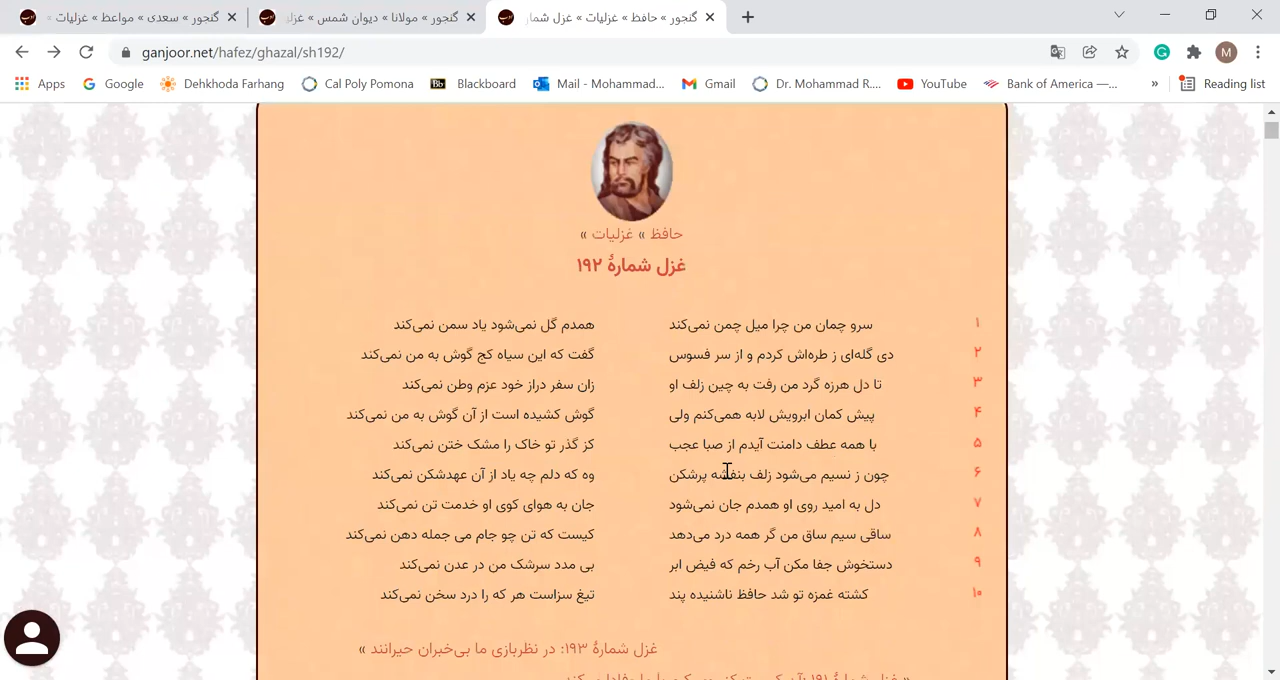 گنجور » سعدی » مواعظ » غزلیات »
گنجور » مولانا » دیوان شمس » غزلی
گنجور » حافظ » غزلیات » غزل شمار
ganjoor.net/hafez/ghazal/sh192/
M
Apps Google Dehkhoda Farhang Cal Poly Pomona Bb Blackboard Mail - Mohammad... Gmail Dr. Mohammad R.... YouTube Bank of America —... » Reading list
حافظ » غزلیات »
غزل شمارهٔ ۱۹۲
۱ سرو چمان من چرا میل چمن نمی‌کند همدم گل نمی‌شود یاد سمن نمی‌کند
۲ دی گله‌ای ز طره‌اش کردم و از سر فسوس گفت که این سیاه کج گوش به من نمی‌کند
۳ تا دل هرزه گرد من رفت به چین زلف او زان سفر دراز خود عزم وطن نمی‌کند
۴ پیش کمان ابرویش لابه همی‌کنم ولی گوش کشیده است از آن گوش به من نمی‌کند
۵ با همه عطف دامنت آیدم از صبا عجب کز گذر تو خاک را مشک ختن نمی‌کند
۶ چون ز نسیم می‌شود زلف بنفشه پرشکن وه که دلم چه یاد از آن عهدشکن نمی‌کند
۷ دل به امید روی او همدم جان نمی‌شود جان به هوای کوی او خدمت تن نمی‌کند
۸ ساقی سیم ساق من گر همه درد می‌دهد کیست که تن چو جام می جمله دهن نمی‌کند
۹ دستخوش جفا مکن آب رخم که فیض ابر بی مدد سرشک من در عدن نمی‌کند
۱۰ کشته غمزه تو شد حافظ ناشنیده پند تیغ سزاست هر که را درد سخن نمی‌کند
غزل شمارهٔ ۱۹۳: در نظربازی ما بی‌خبران حیرانند »